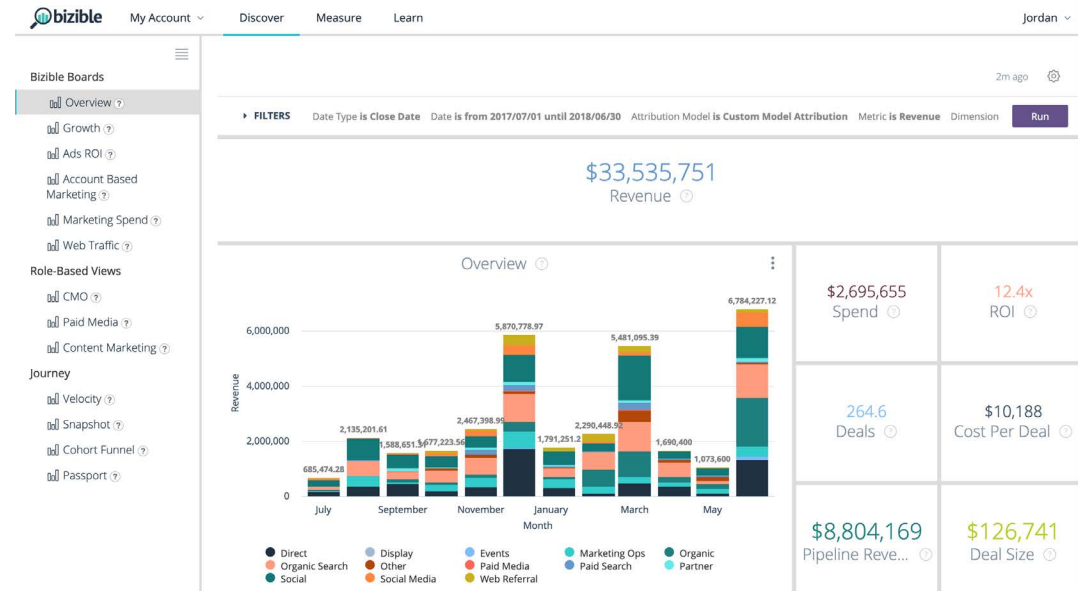 bizible
My Account
Discover
Measure
Learn
Jordan
Bizible Boards
Overview ?
Growth ?
Ads ROI ?
Account Based
Marketing ?
Marketing Spend ?
Web Traffic ?
Role-Based Views
CMO ?
Paid Media ?
Content Marketing ?
Journey
Velocity ?
Snapshot ?
Cohort Funnel ?
Passport ?
2m ago
FILTERS Date Type is Close Date Date is from 2017/07/01 until 2018/06/30 Attribution Model is Custom Model Attribution Metric is Revenue Dimension Run
$33,535,751
Revenue ?
Overview ?
Revenue
6,000,000
4,000,000
2,000,000
0
685,474.28
2,135,201.61
2,467,398.99
5,870,778.97
1,791,251.2
2,290,448.92
5,481,095.39
1,690,400
1,073,600
6,784,227.12
July September November January March May
Month
Direct Display Events Marketing Ops Organic
Organic Search Other Paid Media Paid Search Partner
Social Social Media Web Referral
$2,695,655
Spend ?
12.4x
ROI ?
264.6
Deals ?
$10,188
Cost Per Deal ?
$8,804,169
Pipeline Reve... ?
$126,741
Deal Size ?